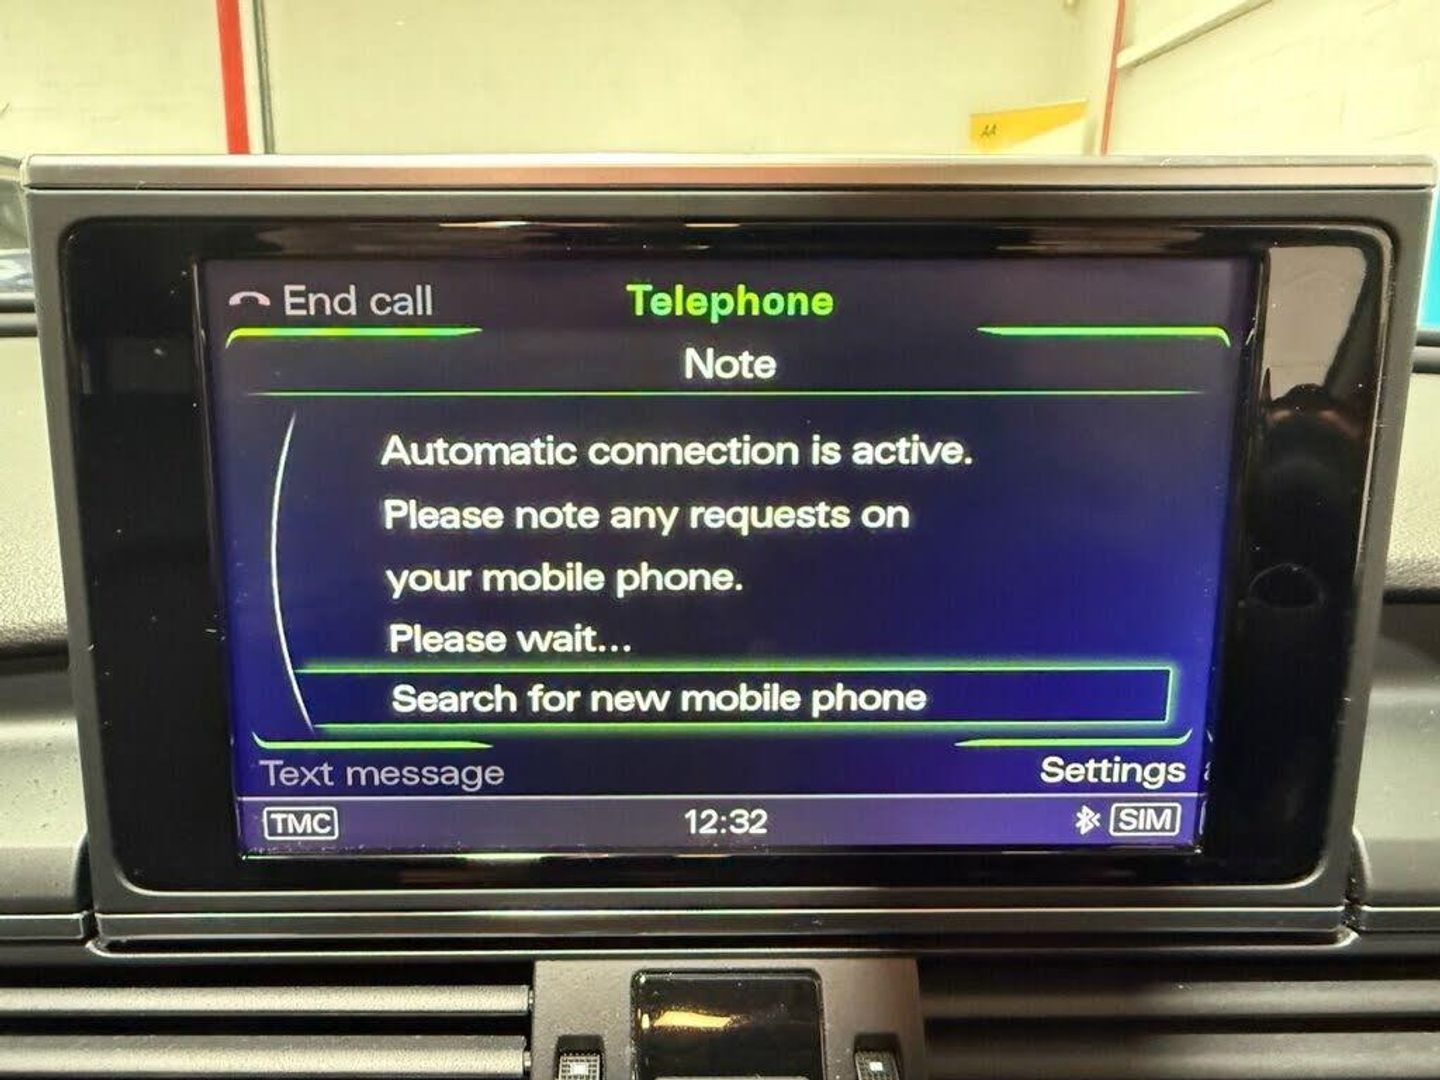 End call
Telephone
Note
Automatic connection is active.
Please note any requests on
your mobile phone.
Please wait...
Search for new mobile phone
Text message
Settings
TMC
12:32
SIM
AA